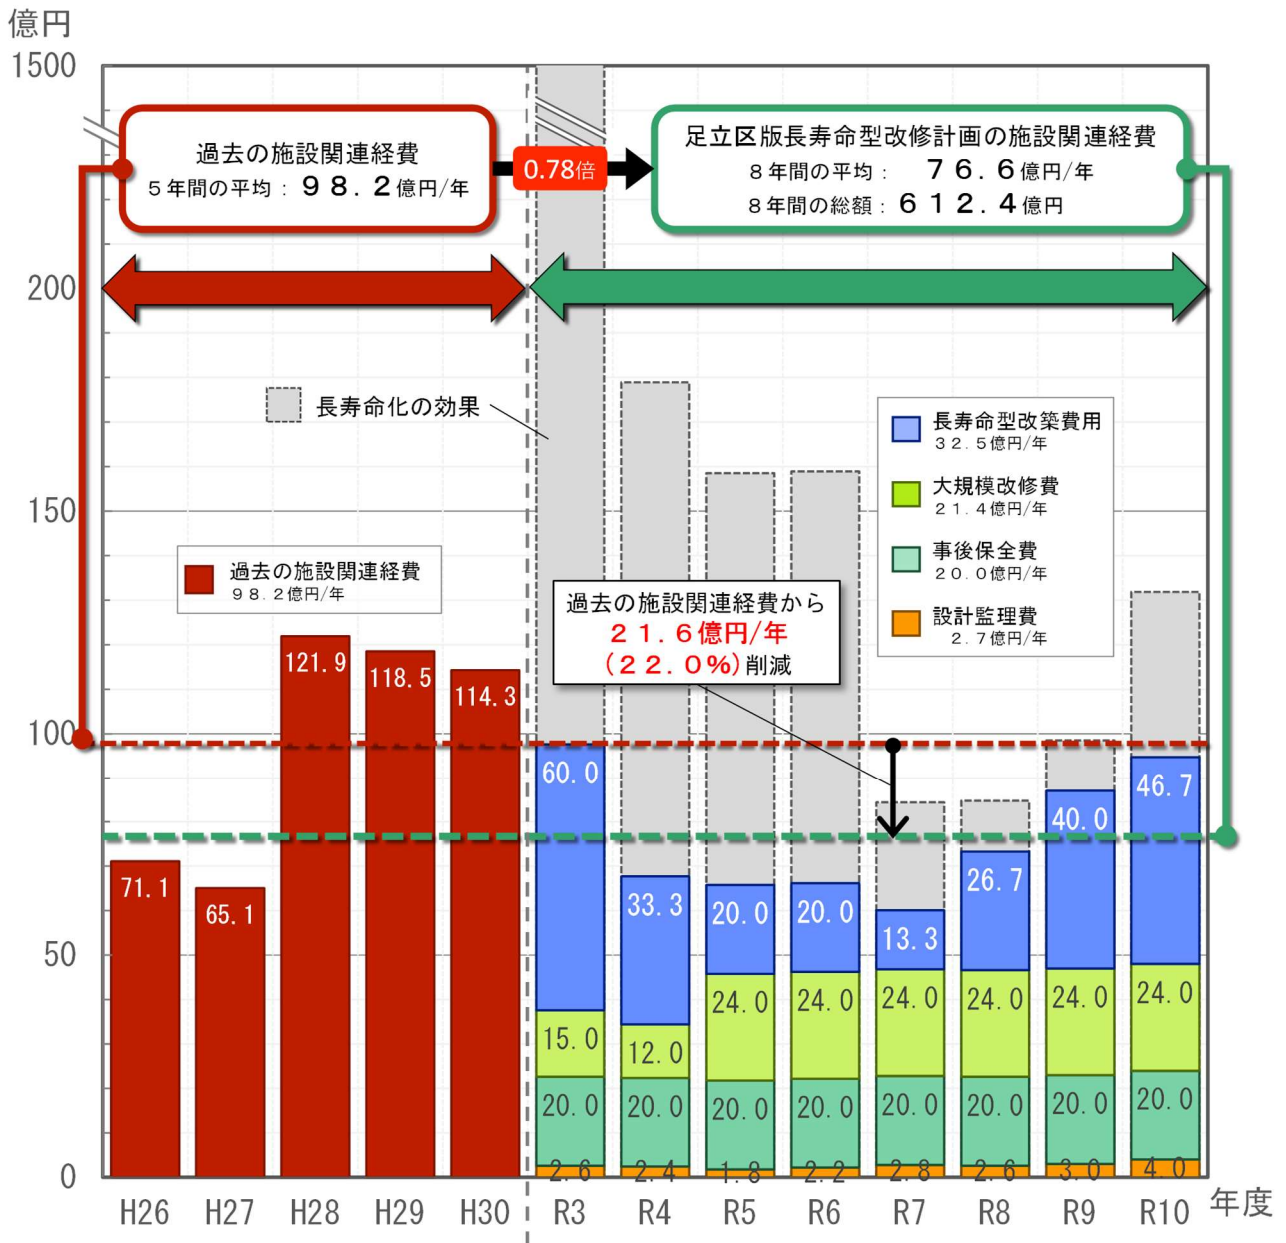 億円
1500
200
150
100
50
0
過去の施設関連経費
５年間の平均：９８.２億円/年
0.78倍
足立区版長寿命型改修計画の施設関連経費
８年間の平均： ７６.６億円/年
８年間の総額：６１２.４億円
長寿命化の効果
過去の施設関連経費
９８.２億円/年
長寿命型改築費用
３２.５億円/年
大規模改修費
２１.４億円/年
事後保全費
２０.０億円/年
設計監理費
２.７億円/年
過去の施設関連経費から
２１.６億円/年
(２２.０%)削減
71.1
65.1
121.9
118.5
114.3
60.0
15.0
20.0
2.6
33.3
12.0
20.0
2.4
20.0
24.0
20.0
1.8
20.0
24.0
20.0
2.2
13.3
24.0
20.0
2.8
26.7
24.0
20.0
2.6
40.0
24.0
20.0
3.0
46.7
24.0
20.0
4.0
H26 H27 H28 H29 H30 R3 R4 R5 R6 R7 R8 R9 R10 年度